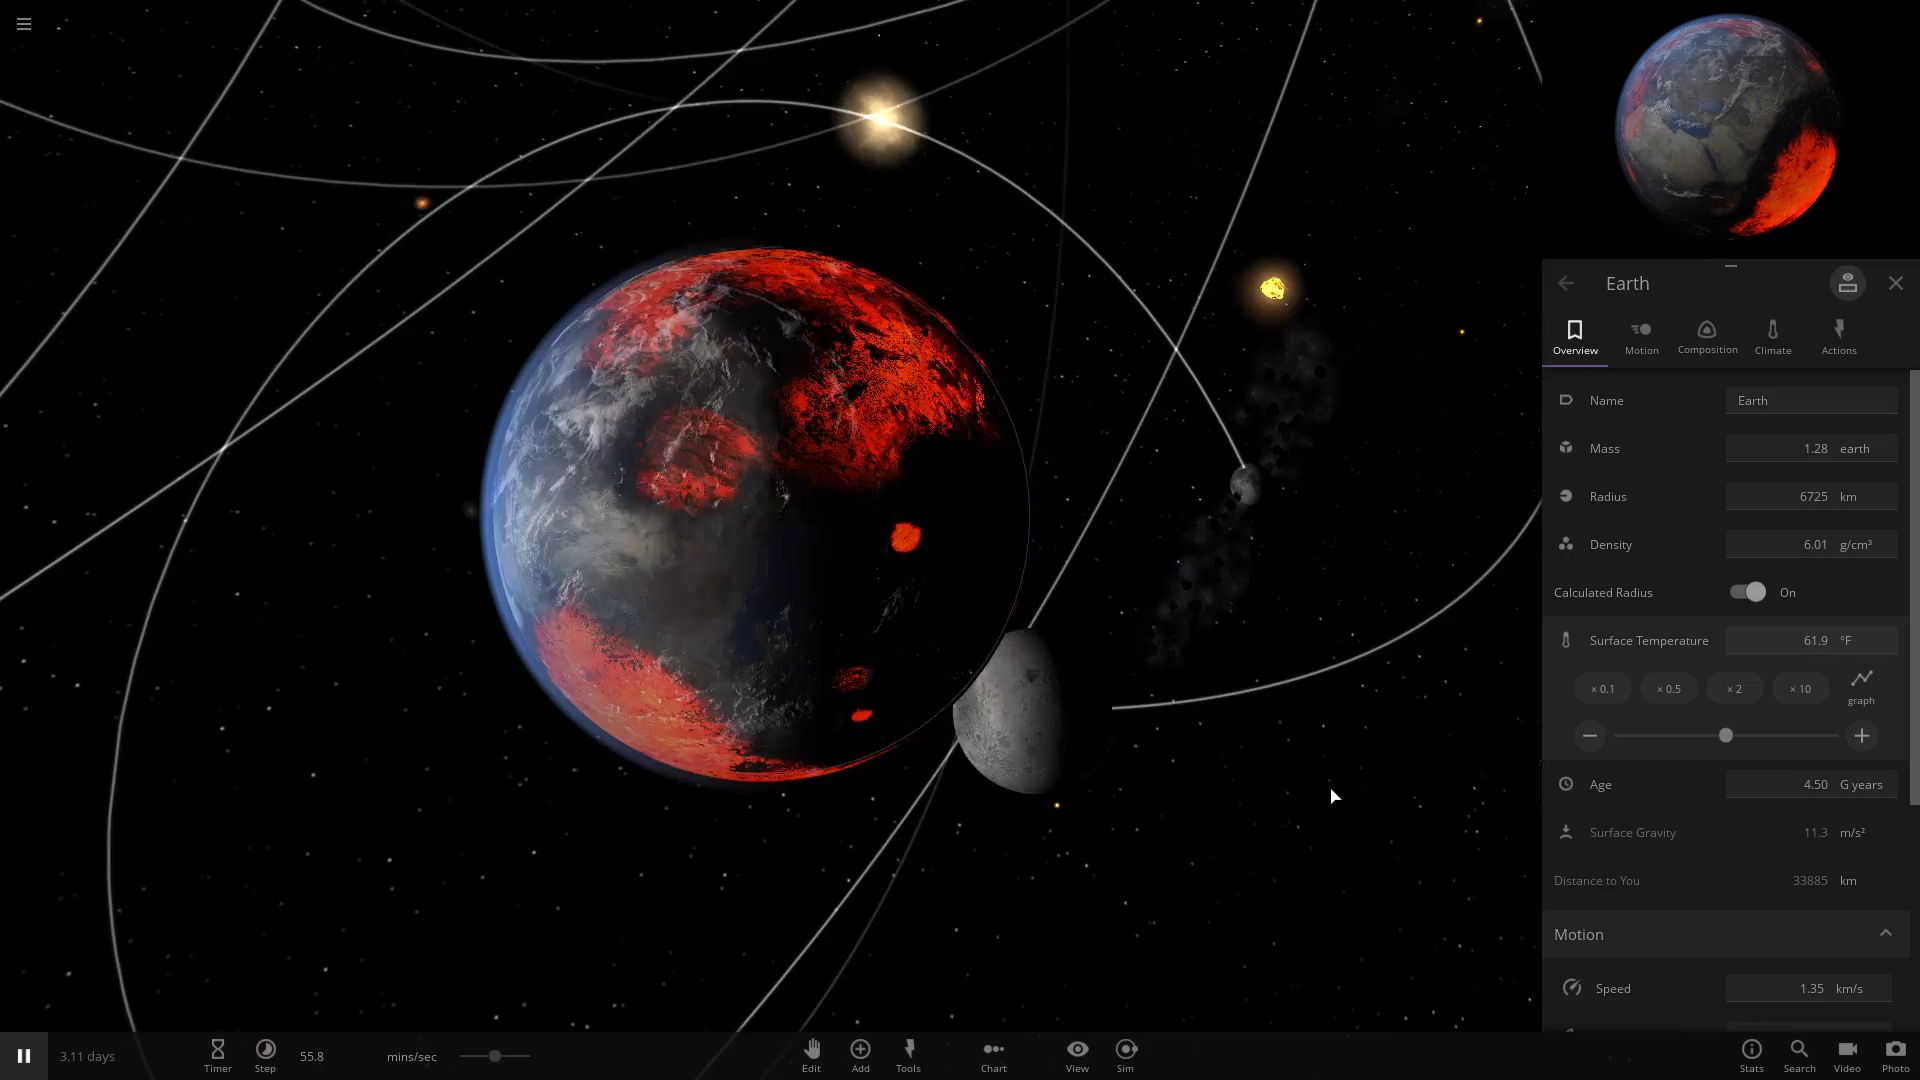 Earth
Overview Motion Composition Climate Actions
Name Earth
Mass 1.28 earth
Radius 6725 km
Density 6.01 g/cm³
Calculated Radius On
Surface Temperature 61.9 °F
× 0.1 × 0.5 × 2 × 10 graph
Age 4.50 G years
Surface Gravity 11.3 m/s²
Distance to You 33885 km
Motion
Speed 1.35 km/s
3.11 days Timer Step 55.8 mins/sec Edit Add Tools Chart View Sim Stats Search Video Photo